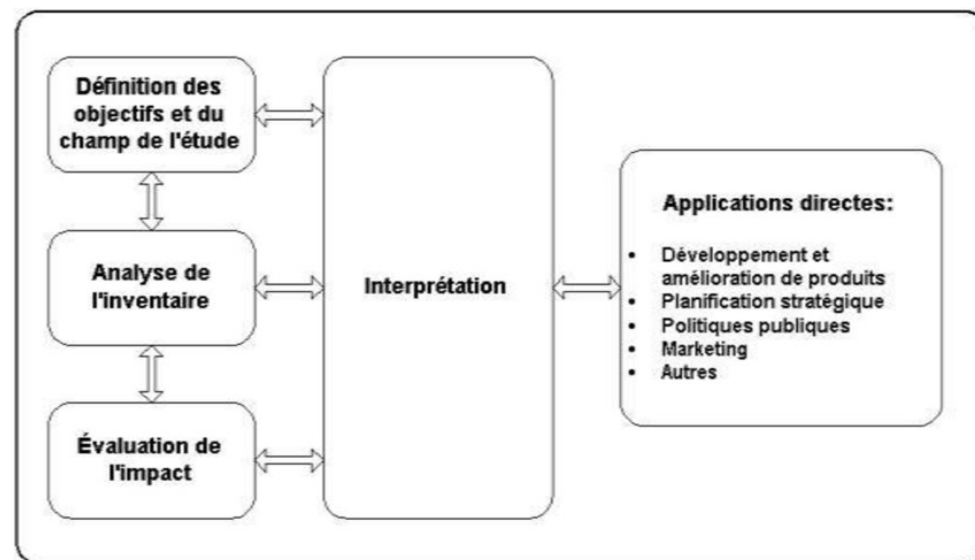 Définition des
objectifs et du
champ de l'étude
Analyse de
l'inventaire
Évaluation de
l'impact
Interprétation
Applications directes:
• Développement et
amélioration de produits
• Planification stratégique
• Politiques publiques
• Marketing
• Autres